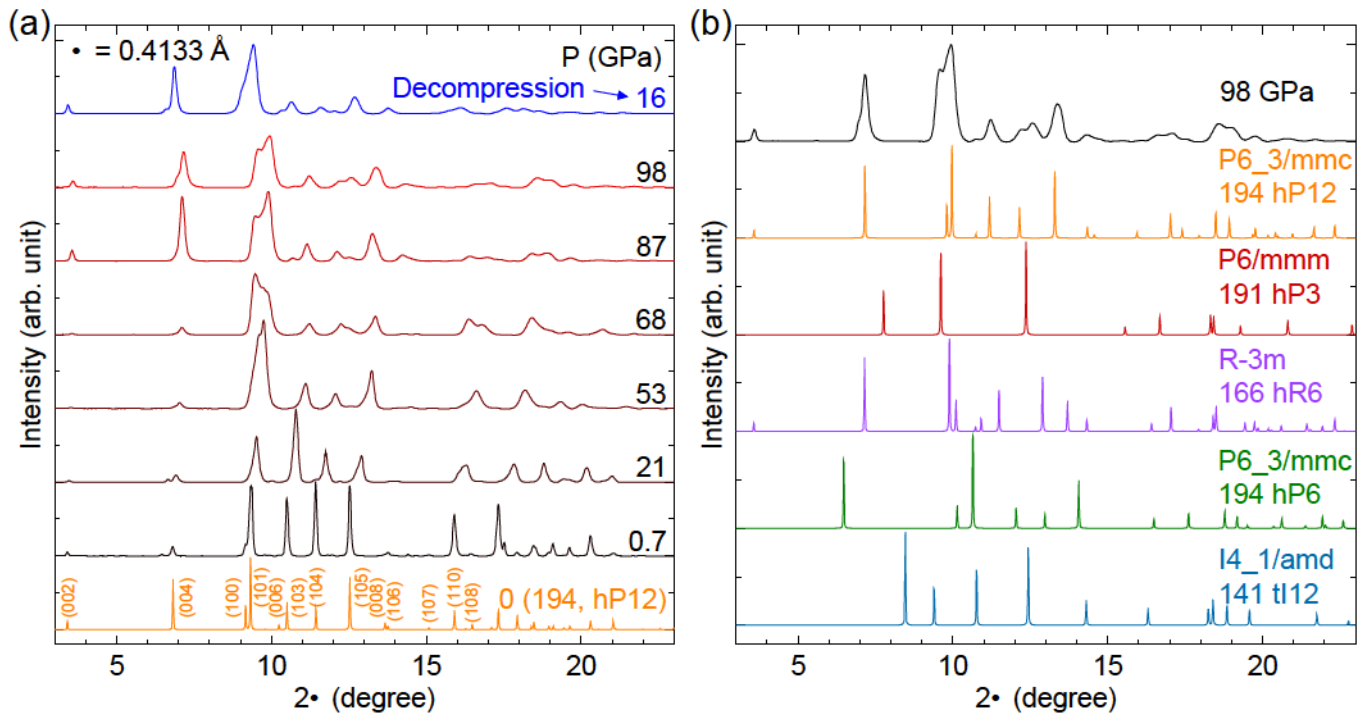 (a)
• = 0.4133 Å
P (GPa)
Decompression
16
98
87
68
53
21
0.7
0 (194, hP12)
(002)
(004)
(100)
(101)
(006)
(103)
(104)
(105)
(008)
(106)
(107)
(110)
(108)
Intensity (arb. unit)
5 10 15 20
2• (degree)
(b)
98 GPa
P6_3/mmc
194 hP12
P6/mmm
191 hP3
R-3m
166 hR6
P6_3/mmc
194 hP6
I4_1/amd
141 tI12
Intensity (arb. unit)
5 10 15 20
2• (degree)